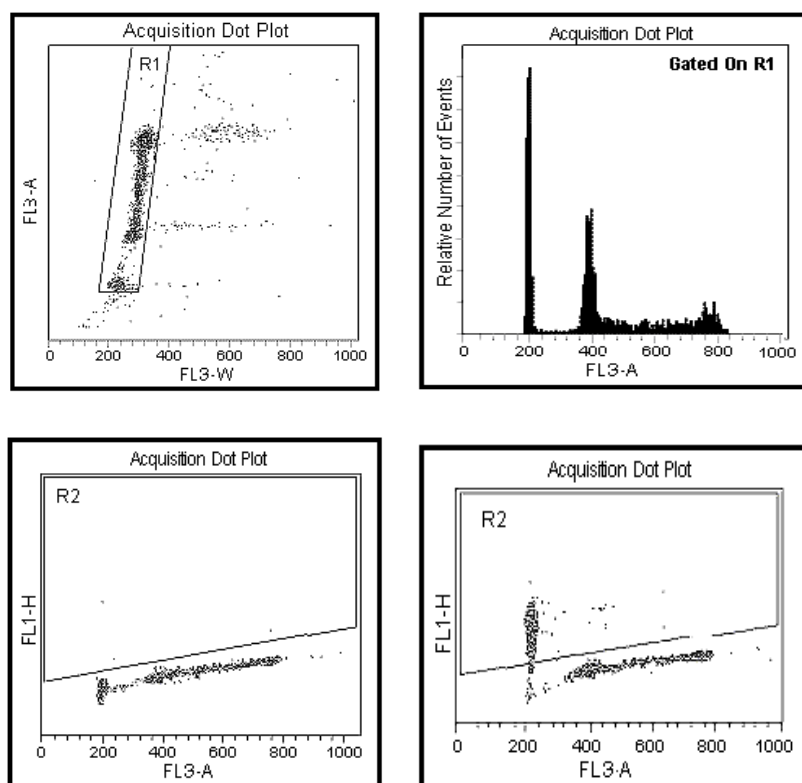 Acquisition Dot Plot
R1
FL3-A
0 200 400 600 800 1000
FL3-W
Acquisition Dot Plot
Gated On R1
Relative Number of Events
0 200 400 600 800 1000
FL3-A
Acquisition Dot Plot
R2
FL1-H
0 200 400 600 800 1000
FL3-A
Acquisition Dot Plot
R2
FL1-H
0 200 400 600 800 1000
FL3-A